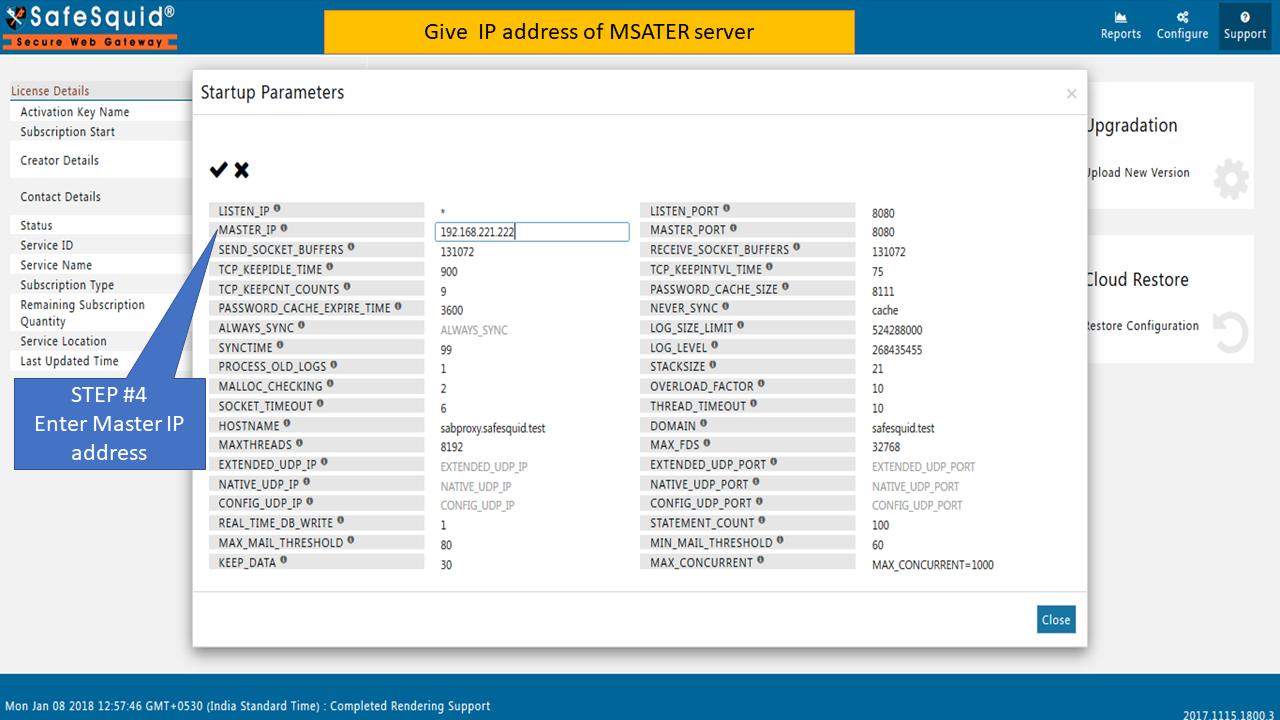 SafeSquid®
Secure Web Gateway
Give IP address of MSATER server
Reports
Configure
Support
License Details
Activation Key Name
Subscription Start
Creator Details
Contact Details
Status
Service ID
Service Name
Subscription Type
Remaining Subscription
Quantity
Service Location
Last Updated Time
STEP #4
Enter Master IP
address
Startup Parameters
×
LISTEN_IP * LISTEN_PORT 8080
MASTER_IP 192.168.221.222 MASTER_PORT 8080
SEND_SOCKET_BUFFERS 131072 RECEIVE_SOCKET_BUFFERS 131072
TCP_KEEPIDLE_TIME 900 TCP_KEEPINTVL_TIME 75
TCP_KEEPCNT_COUNTS 9 PASSWORD_CACHE_SIZE 8111
PASSWORD_CACHE_EXPIRE_TIME 3600 NEVER_SYNC cache
ALWAYS_SYNC ALWAYS_SYNC LOG_SIZE_LIMIT 524288000
SYNCTIME 99 LOG_LEVEL 268435455
PROCESS_OLD_LOGS 1 STACKSIZE 21
MALLOC_CHECKING 2 OVERLOAD_FACTOR 10
SOCKET_TIMEOUT 6 THREAD_TIMEOUT 10
HOSTNAME sabproxy.safesquid.test DOMAIN safesquid.test
MAXTHREADS 8192 MAX_FDS 32768
EXTENDED_UDP_IP EXTENDED_UDP_IP EXTENDED_UDP_PORT EXTENDED_UDP_PORT
NATIVE_UDP_IP NATIVE_UDP_IP NATIVE_UDP_PORT NATIVE_UDP_PORT
CONFIG_UDP_IP CONFIG_UDP_IP CONFIG_UDP_PORT CONFIG_UDP_PORT
REAL_TIME_DB_WRITE 1 STATEMENT_COUNT 100
MAX_MAIL_THRESHOLD 80 MIN_MAIL_THRESHOLD 60
KEEP_DATA 30 MAX_CONCURRENT MAX_CONCURRENT=1000
Close
Upgradation
Upload New Version
Cloud Restore
Restore Configuration
Mon Jan 08 2018 12:57:46 GMT+0530 (India Standard Time) : Completed Rendering Support
2017.1115.1800.3